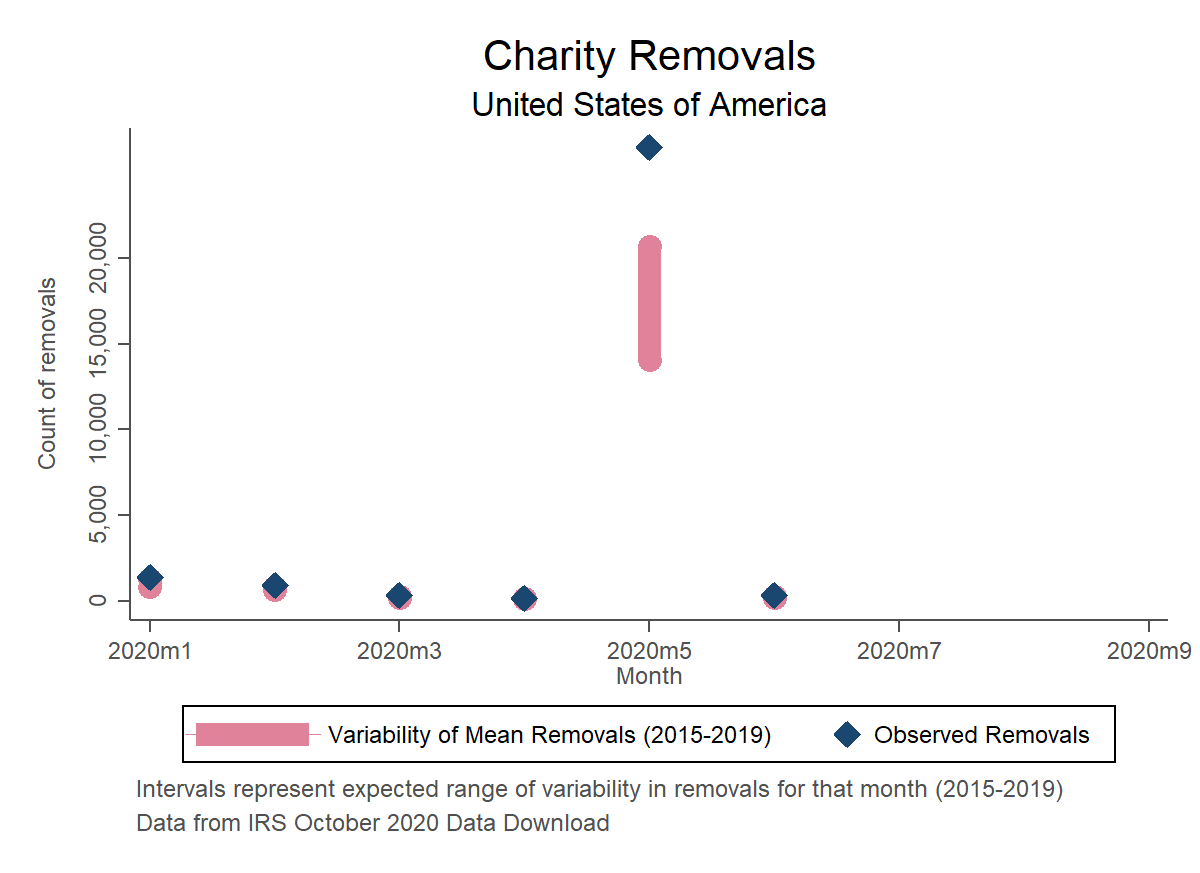 Charity Removals
United States of America
Count of removals
20,000
15,000
10,000
5,000
0
2020m1 2020m3 2020m5 2020m7 2020m9
Month
Variability of Mean Removals (2015-2019) Observed Removals
Intervals represent expected range of variability in removals for that month (2015-2019)
Data from IRS October 2020 Data Download